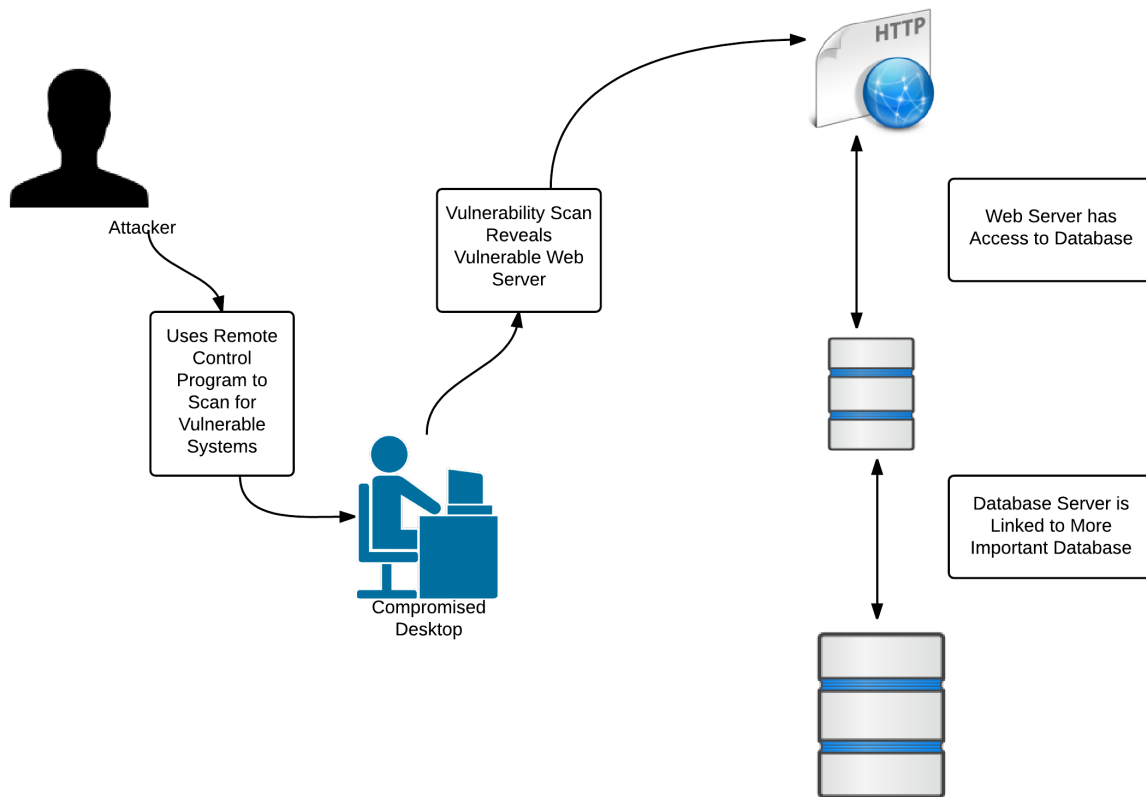 HTTP
Attacker
Uses Remote
Control
Program to
Scan for
Vulnerable
Systems
Compromised
Desktop
Vulnerability Scan
Reveals
Vulnerable Web
Server
Web Server has
Access to Database
Database Server is
Linked to More
Important Database